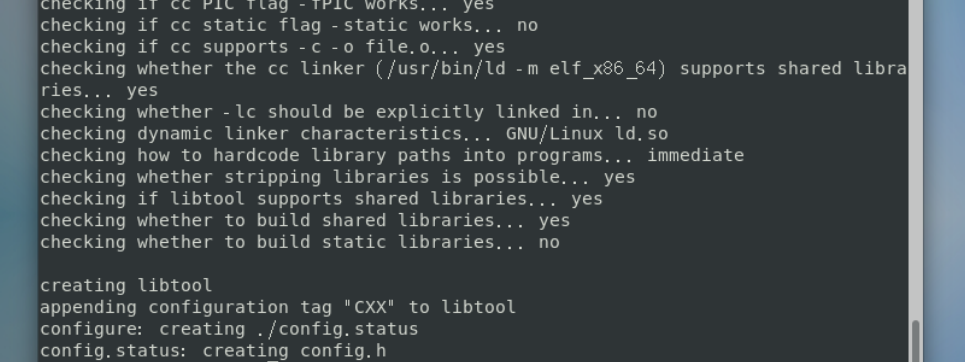 checking if cc PIC flag -fPIC works... yes
checking if cc static flag -static works... no
checking if cc supports -c -o file.o... yes
checking whether the cc linker (/usr/bin/ld -m elf_x86_64) supports shared libra
ries... yes
checking whether -lc should be explicitly linked in... no
checking dynamic linker characteristics... GNU/Linux ld.so
checking how to hardcode library paths into programs... immediate
checking whether stripping libraries is possible... yes
checking if libtool supports shared libraries... yes
checking whether to build shared libraries... yes
checking whether to build static libraries... no

creating libtool
appending configuration tag "CXX" to libtool
configure: creating ./config.status
config.status: creating config.h